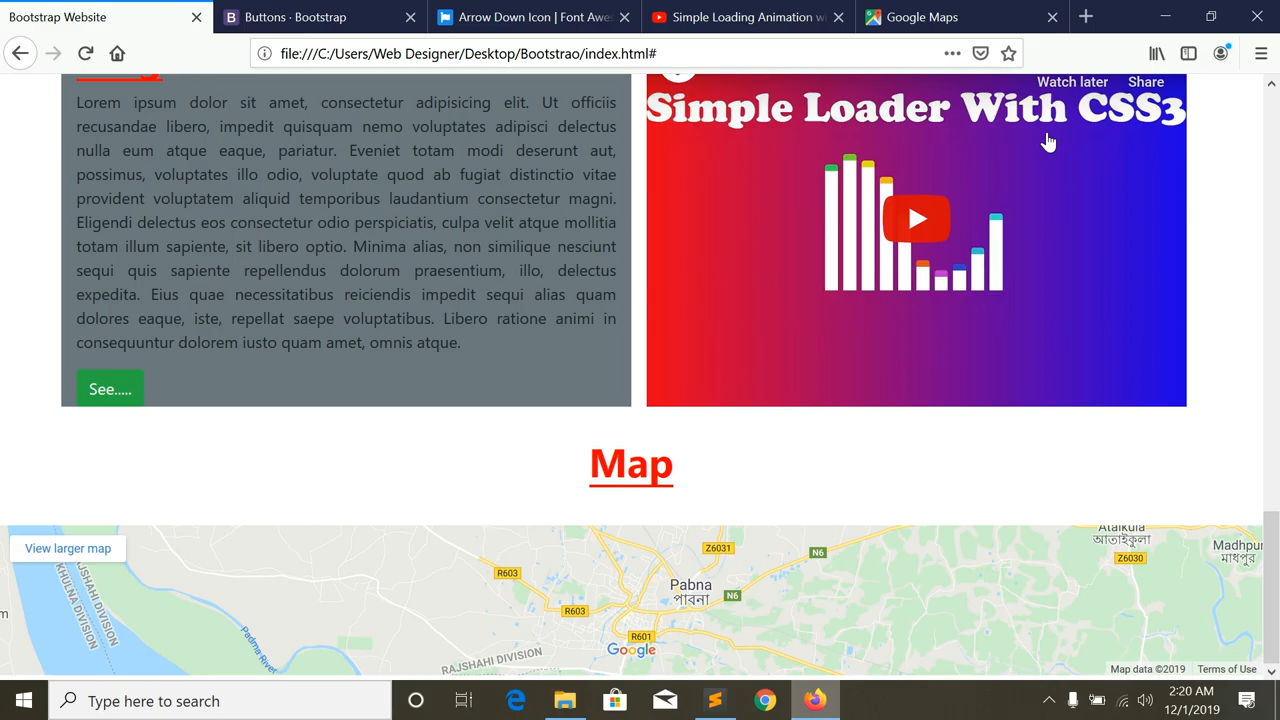 Bootstrap Website
Buttons · Bootstrap
Arrow Down Icon | Font Awes
Simple Loading Animation w
Google Maps
file:///C:/Users/Web Designer/Desktop/Bootstrao/index.html#
Lorem ipsum dolor sit amet, consectetur adipisicing elit. Ut officiis
recusandae libero, impedit quisquam nemo voluptates adipisci delectus
nulla eum atque eaque, pariatur. Eveniet totam modi deserunt aut,
possimus, voluptates illo odio, voluptate quod ab fugiat distinctio vitae
provident voluptatem aliquid temporibus laudantium consectetur magni.
Eligendi delectus eos consectetur odio perspiciatis, culpa velit atque mollitia
totam illum sapiente, sit libero optio. Minima alias, non similique nesciunt
sequi quis sapiente repellendus dolorum praesentium, illo, delectus
expedita. Eius quae necessitatibus reiciendis impedit sequi alias quam
dolores eaque, iste, repellat saepe voluptatibus. Libero ratione animi in
consequuntur dolorem iusto quam amet, omnis atque.
See.....
Watch later
Share
Simple Loader With CSS3
Map
View larger map
Z6031
N6
Ataikula
আতাইকুলা
Z6030
Madhpur
মাধপুর
R603
Pabna
পাবনা
N6
R603
R601
Google
RAJSHAHI DIVISION
KHULNA DIVISION
RAJSHAHI DIVISION
Padma River
Map data ©2019
Terms of Use
Type here to search
2:20 AM
12/1/2019